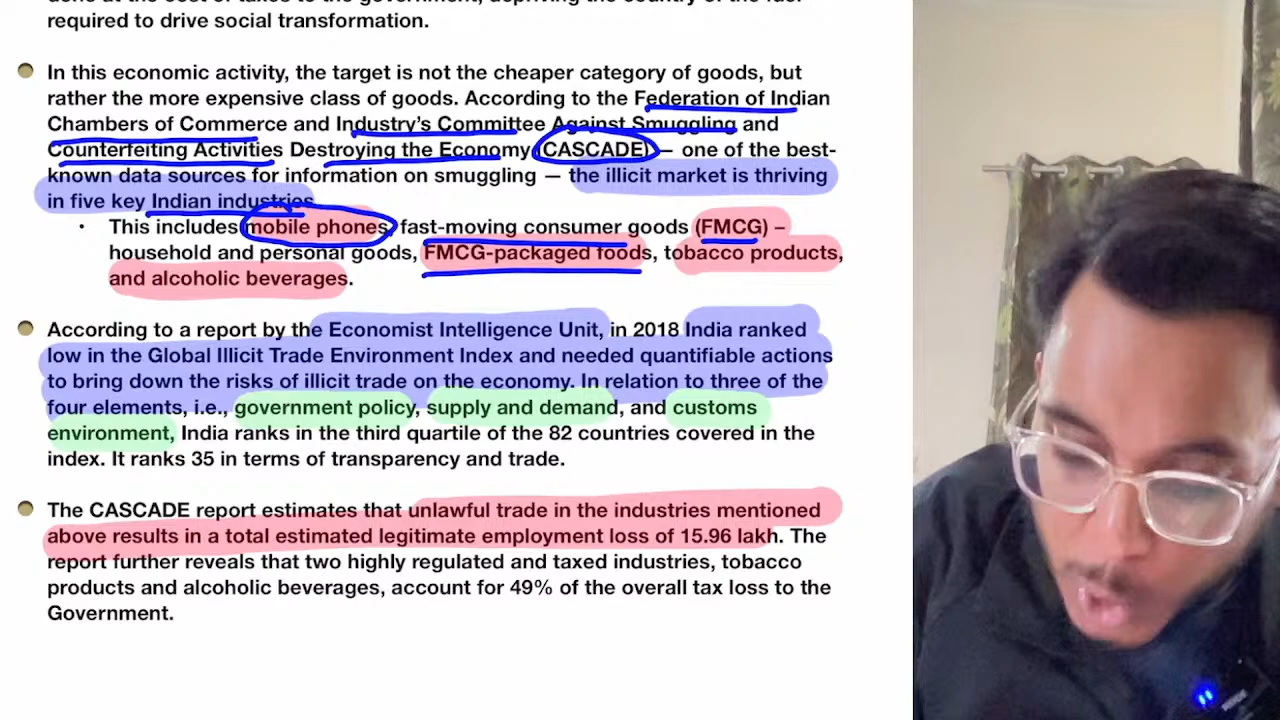 required to drive social transformation.
In this economic activity, the target is not the cheaper category of goods, but
rather the more expensive class of goods. According to the Federation of Indian
Chambers of Commerce and Industry's Committee Against Smuggling and
Counterfeiting Activities Destroying the Economy (CASCADE) — one of the best-
known data sources for information on smuggling — the illicit market is thriving
in five key Indian industries.
• This includes mobile phones, fast-moving consumer goods (FMCG) –
household and personal goods, FMCG-packaged foods, tobacco products,
and alcoholic beverages.
According to a report by the Economist Intelligence Unit, in 2018 India ranked
low in the Global Illicit Trade Environment Index and needed quantifiable actions
to bring down the risks of illicit trade on the economy. In relation to three of the
four elements, i.e., government policy, supply and demand, and customs
environment, India ranks in the third quartile of the 82 countries covered in the
index. It ranks 35 in terms of transparency and trade.
The CASCADE report estimates that unlawful trade in the industries mentioned
above results in a total estimated legitimate employment loss of 15.96 lakh. The
report further reveals that two highly regulated and taxed industries, tobacco
products and alcoholic beverages, account for 49% of the overall tax loss to the
Government.